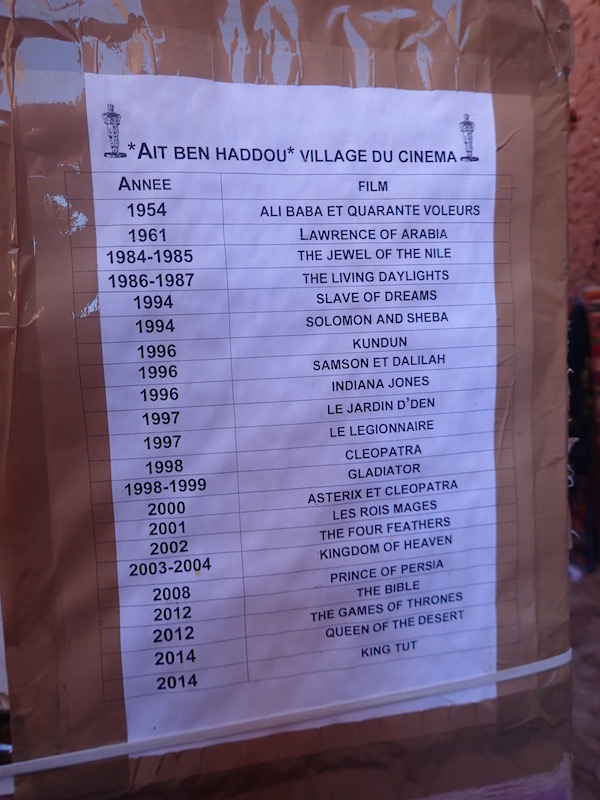 *AIT BEN HADDOU* VILLAGE DU CINEMA
ANNEE FILM
1954 ALI BABA ET QUARANTE VOLEURS
1961 LAWRENCE OF ARABIA
1984-1985 THE JEWEL OF THE NILE
1986-1987 THE LIVING DAYLIGHTS
1994 SLAVE OF DREAMS
1994 SOLOMON AND SHEBA
1996 KUNDUN
1996 SAMSON ET DALILAH
1996 INDIANA JONES
1997 LE JARDIN D'DEN
1997 LE LEGIONNAIRE
1998 CLEOPATRA
1998-1999 GLADIATOR
2000 ASTERIX ET CLEOPATRA
2001 LES ROIS MAGES
2002 THE FOUR FEATHERS
2003-2004 KINGDOM OF HEAVEN
2008 PRINCE OF PERSIA
2012 THE BIBLE
2012 THE GAMES OF THRONES
2014 QUEEN OF THE DESERT
2014 KING TUT